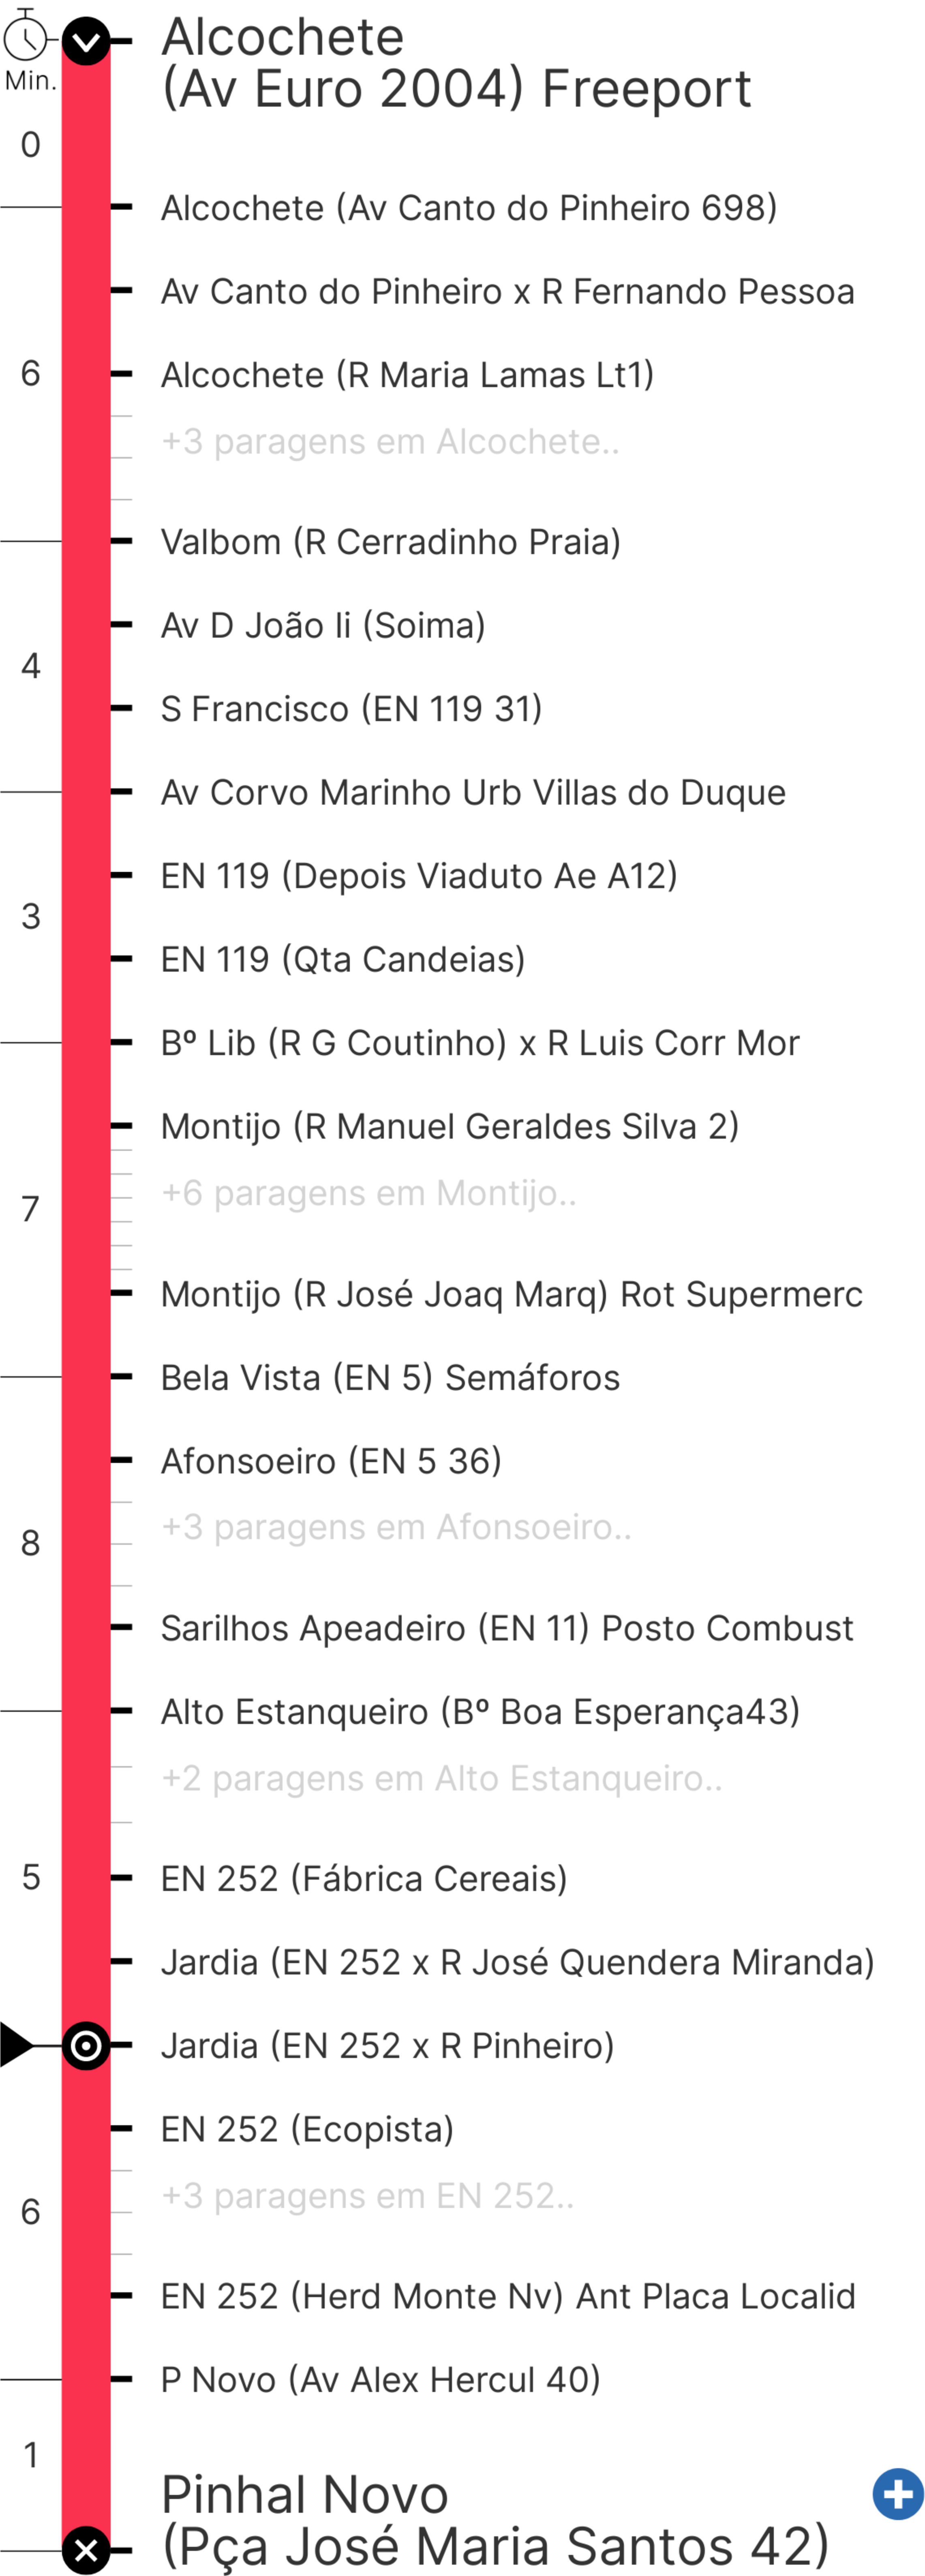 Alcochete
(Av Euro 2004) Freeport
Min.
0
Alcochete (Av Canto do Pinheiro 698)
Av Canto do Pinheiro x R Fernando Pessoa
6
Alcochete (R Maria Lamas Lt1)
+3 paragens em Alcochete..
Valbom (R Cerradinho Praia)
Av D João Ii (Soima)
4
S Francisco (EN 119 31)
Av Corvo Marinho Urb Villas do Duque
EN 119 (Depois Viaduto Ae A12)
3
EN 119 (Qta Candeias)
Bº Lib (R G Coutinho) x R Luis Corr Mor
Montijo (R Manuel Geraldes Silva 2)
+6 paragens em Montijo..
7
Montijo (R José Joaq Marq) Rot Supermerc
Bela Vista (EN 5) Semáforos
Afonsoeiro (EN 5 36)
+3 paragens em Afonsoeiro..
8
Sarilhos Apeadeiro (EN 11) Posto Combust
Alto Estanqueiro (Bº Boa Esperança43)
+2 paragens em Alto Estanqueiro..
5
EN 252 (Fábrica Cereais)
Jardia (EN 252 x R José Quendera Miranda)
Jardia (EN 252 x R Pinheiro)
EN 252 (Ecopista)
+3 paragens em EN 252..
6
EN 252 (Herd Monte Nv) Ant Placa Localid
P Novo (Av Alex Hercul 40)
1
Pinhal Novo
(Pça José Maria Santos 42)